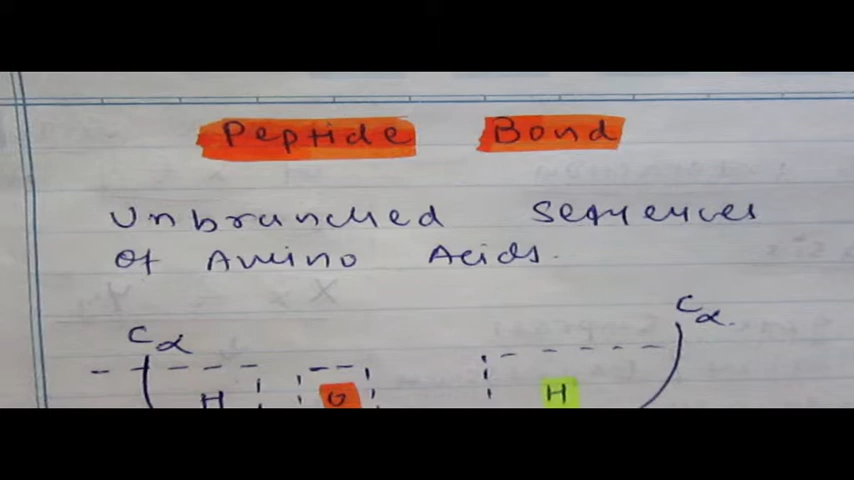 Peptide Bond
Unbranched Sequences
of Amino Acids.
Cα Cα.
H G H